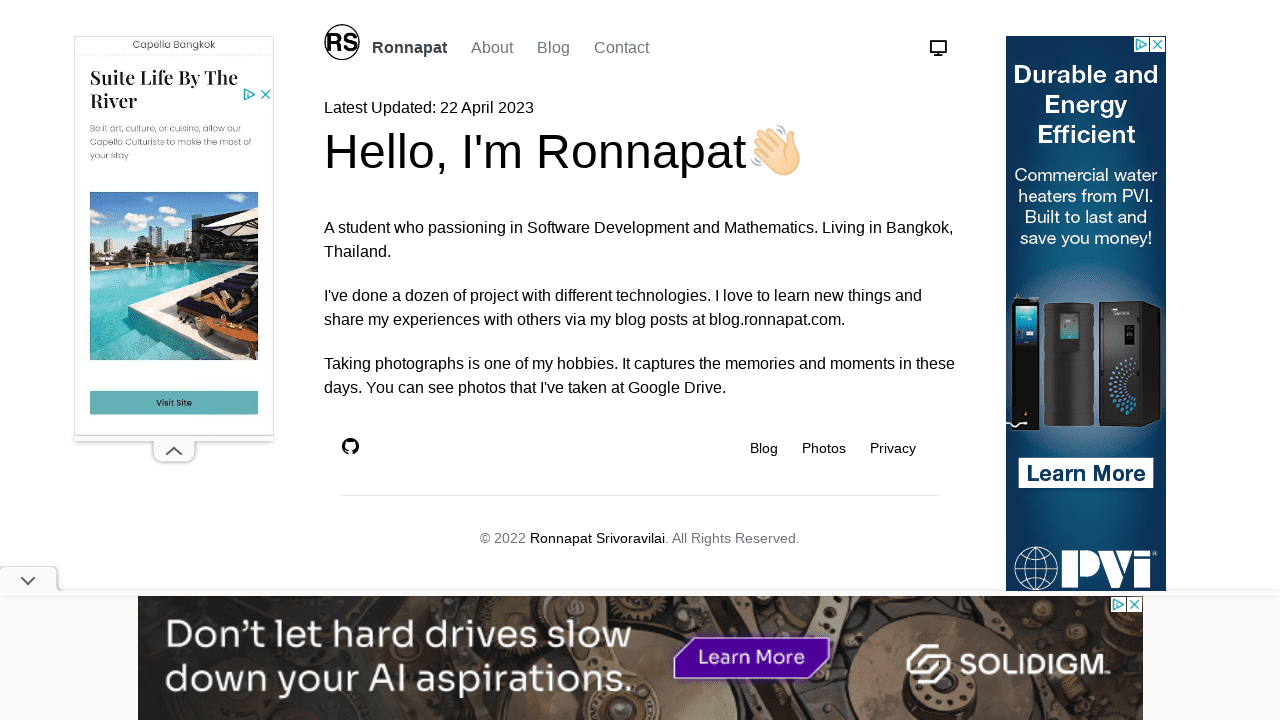 Capella Bangkok
Suite Life By The
River
Be it art, culture, or cuisine, allow our
Capella Culturists to make the most of
your stay
Visit Site
RS
Ronnapat
About
Blog
Contact
Latest Updated: 22 April 2023
Hello, I'm Ronnapat
A student who passioning in Software Development and Mathematics. Living in Bangkok,
Thailand.
I've done a dozen of project with different technologies. I love to learn new things and
share my experiences with others via my blog posts at blog.ronnapat.com.
Taking photographs is one of my hobbies. It captures the memories and moments in these
days. You can see photos that I've taken at Google Drive.
Blog
Photos
Privacy
© 2022 Ronnapat Srivoravilai. All Rights Reserved.
Durable and
Energy
Efficient
Commercial water
heaters from PVI.
Built to last and
save you money!
Learn More
PVI
Don't let hard drives slow
down your AI aspirations.
Learn More
SOLIDIGM